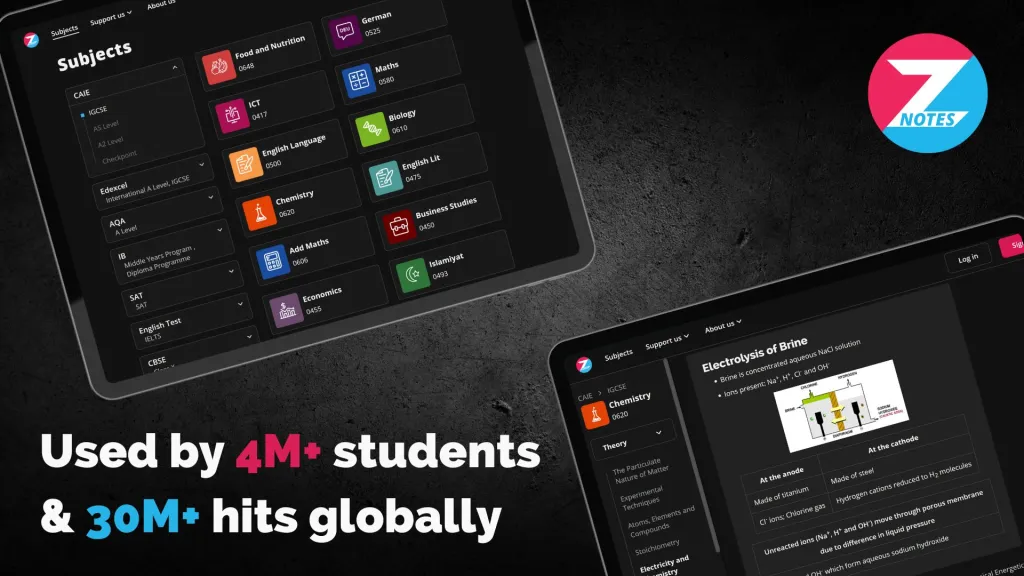 Subjects
Support us
About us
Subjects
CAIE
IGCSE
AS Level
A2 Level
Checkpoint
Edexcel
International A Level, IGCSE
AQA
A Level
IB
Middle Years Program ,
Diploma Programme
SAT
SAT
English Test
IELTS
CBSE
Food and Nutrition
0648
ICT
0417
English Language
0500
Chemistry
0620
Add Maths
0606
Economics
0455
DEU
German
0525
Maths
0580
Biology
0610
English Lit
0475
Business Studies
0450
Islamiyat
0493
Z
NOTES
Used by 4M+ students
& 30M+ hits globally
Subjects
Support us
About us
Log in
CAIE > IGCSE
Chemistry
0620
Theory
The Particulate
Nature of Matter
Experimental
Techniques
Atoms, Elements and
Compounds
Stoichiometry
Electricity and
Electrolysis of Brine
• Brine is concentrated aqueous NaCl solution
• Ions present: Na⁺, H⁺, Cl⁻ and OH⁻
CHLORINE
HYDROGEN
BRINE
SODIUM
HYDROXIDE
DIAPHRAGM
At the anode
At the cathode
Made of titanium
Made of steel
Cl⁻ ions; Chlorine gas
Hydrogen cations reduced to H₂ molecules
Unreacted ions (Na⁺, H⁺ and OH⁻) move through porous membrane
due to difference in liquid pressure
OH⁻ which form aqueous sodium hydroxide